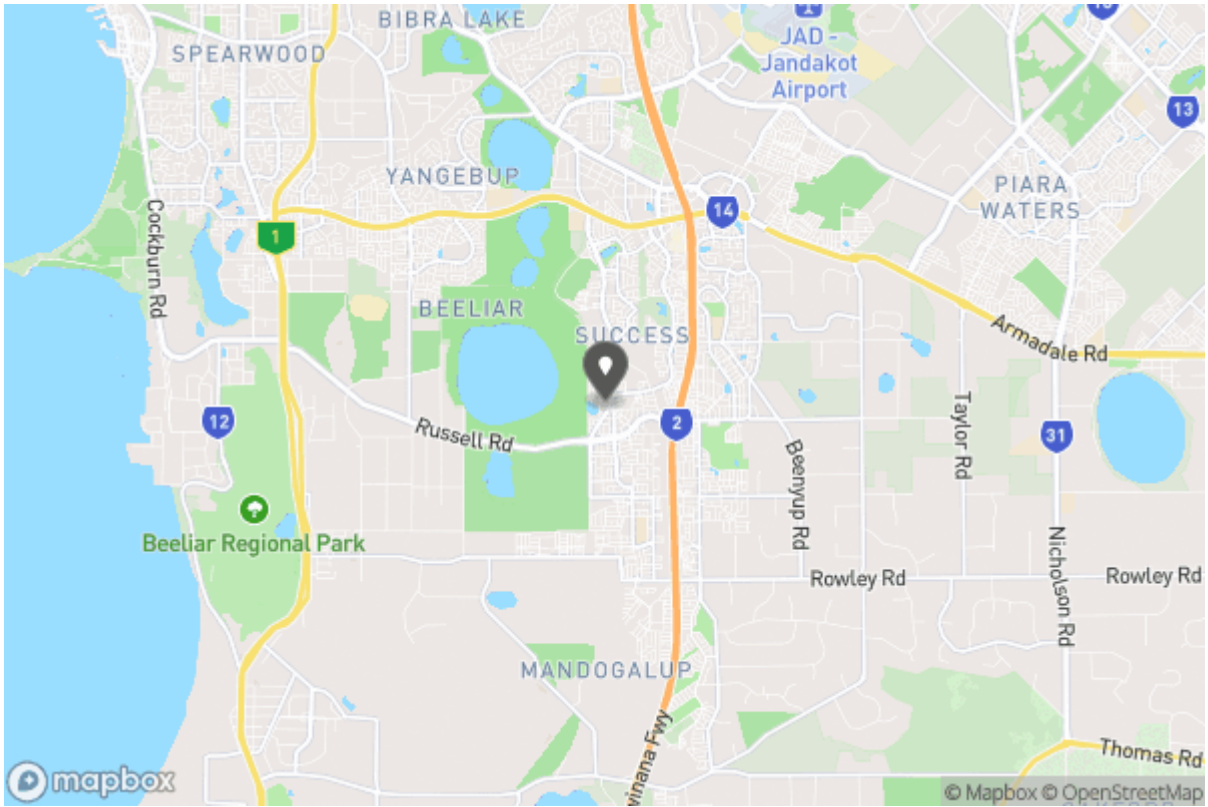 BIBRA LAKE
SPEARWOOD
JAD -
Jandakot
Airport
13
YANGEBUP
PIARA
WATERS
14
1
Cockburn Rd
BEELIAR
SUCCESS
Armadale Rd
12
Russell Rd
2
Taylor Rd
31
Beenyup Rd
Beeliar Regional Park
Rowley Rd
Rowley Rd
Nicholson Rd
MANDOGALUP
winana Fwy
Thomas Rd
mapbox
© Mapbox © OpenStreetMap